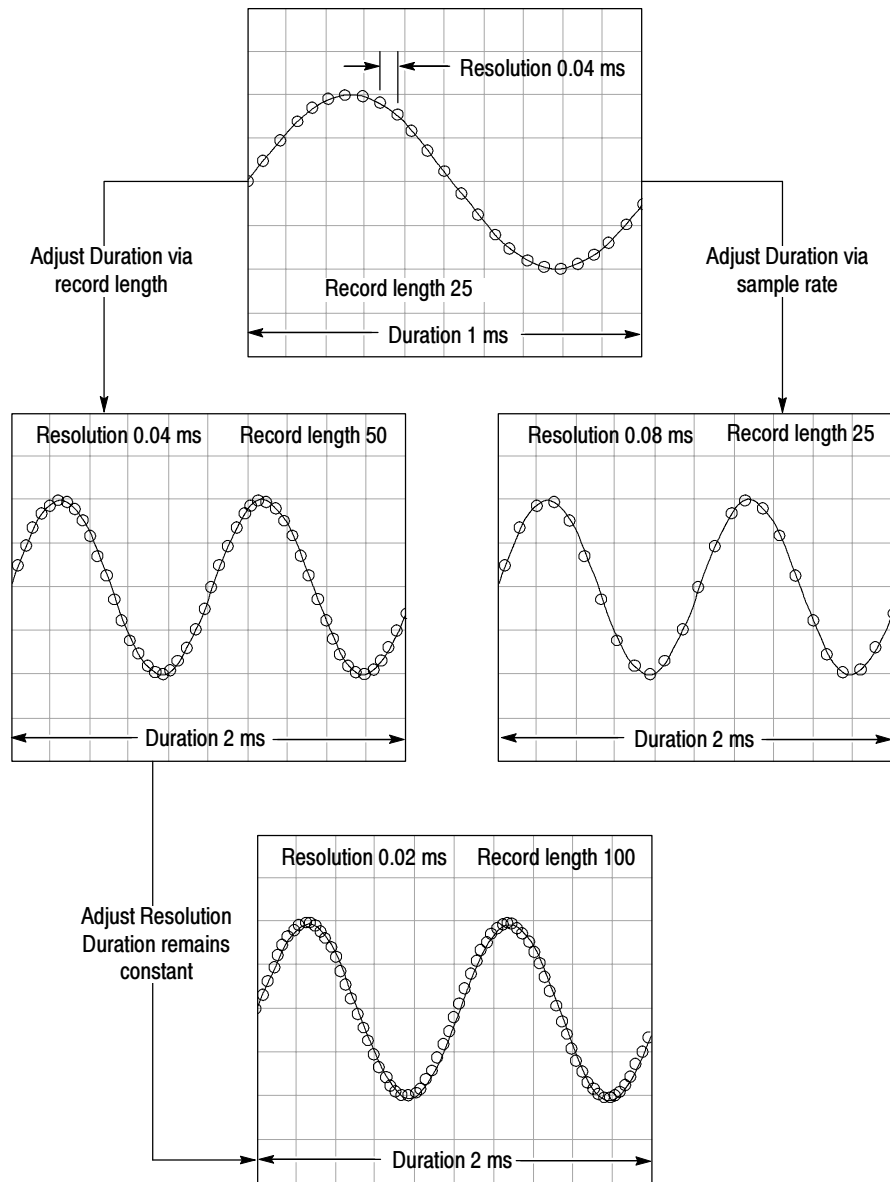 Resolution 0.04 ms
Record length 25
Duration 1 ms
Adjust Duration via
record length
Adjust Duration via
sample rate
Resolution 0.04 ms
Record length 50
Duration 2 ms
Resolution 0.08 ms
Record length 25
Duration 2 ms
Adjust Resolution
Duration remains
constant
Resolution 0.02 ms
Record length 100
Duration 2 ms